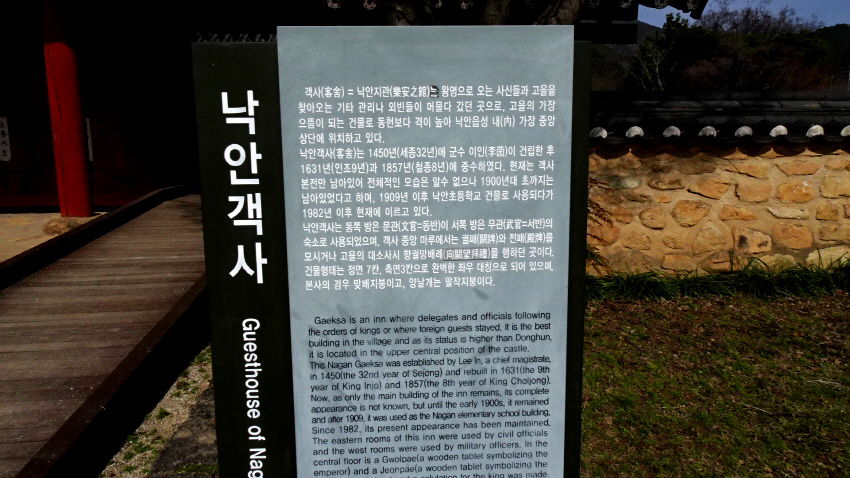 낙안객사
Guesthouse of Nag
객사(客舍) = 낙안지관(樂安之館)는 왕명으로 오는 사신들과 고을을
찾아오는 기타 관리나 외빈들이 머물다 갔던 곳으로, 고을의 가장
으뜸이 되는 건물로 동헌보다 격이 높아 낙안읍성 내(內) 가장 중앙
상단에 위치하고 있다.
낙안객사(客舍)는 1450년(세종32년)에 군수 이인(李茵)이 건립한 후
1631년(인조9년)과 1857년(철종8년)에 중수하였다. 현재는 객사
본전만 남아있어 전체적인 모습은 알수 없으나 1900년대 초까지는
남아있었다고 하며, 1909년 이후 낙안초등학교 건물로 사용되다가
1982년 이후 현재에 이르고 있다.
낙안객사는 동쪽 방은 문관(文官=동반)이 서쪽 방은 무관(武官=서반)의
숙소로 사용되었으며, 객사 중앙 마루에서는 궐패(闕牌)와 전패(殿牌)를
모시거나 고을의 대소사시 향궐망배례(向闕望拜禮)를 행하던 곳이다.
건물형태는 정면 7칸, 측면3칸으로 완벽한 좌우 대칭으로 되어 있으며,
본사의 경우 맞배지붕이고, 양날개는 팔작지붕이다.
Gaeksa is an inn where delegates and officials following
the orders of kings or where foreign guests stayed. It is the best
building in the village and as its status is higher than Donghun,
it is located in the upper central position of the castle.
This Nagan Gaeksa was established by Lee In, a chief magistrate,
in 1450(the 32nd year of Sejong) and rebuilt in 1631(the 9th
year of King Injo) and 1857(the 8th year of King Choljong).
Now, as only the main building of the inn remains, its complete
appearance is not known, but until the early 1900s, it remained
and after 1909, it was used as the Nagan elementary school building.
Since 1982, its present appearance has been maintained.
The eastern rooms of this inn were used by civil officials
and the west rooms were used by military officers. In the
central floor is a Gwolpae(a wooden tablet symbolizing the
emperor) and a Jeonpae(a wooden tablet symbolizing the
a salutation for the king was made